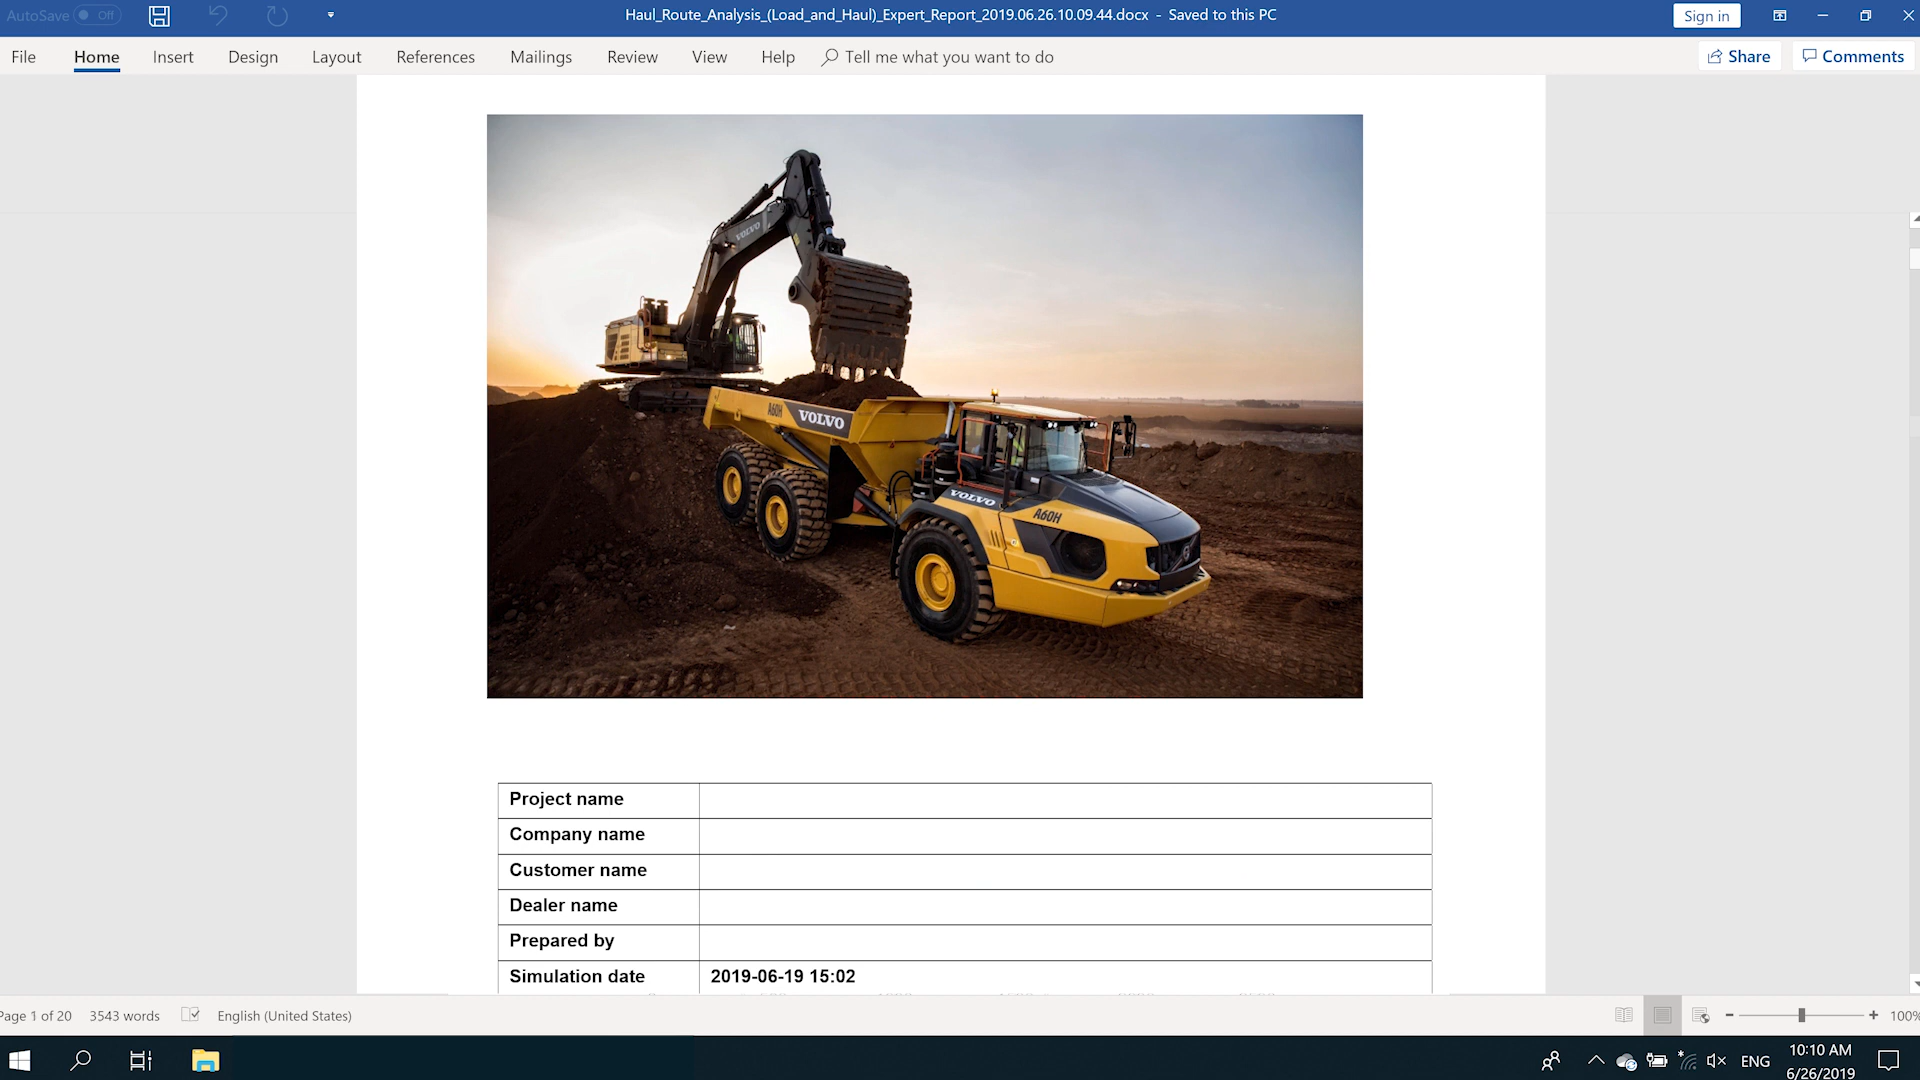 AutoSave Off
Haul_Route_Analysis_(Load_and_Haul)_Expert_Report_2019.06.26.10.09.44.docx - Saved to this PC
Sign in
File Home Insert Design Layout References Mailings Review View Help Tell me what you want to do
Share Comments
VOLVO
A60H VOLVO
VOLVO A60H
Project name
Company name
Customer name
Dealer name
Prepared by
Simulation date 2019-06-19 15:02
Page 1 of 20 3543 words English (United States)
100%
ENG
10:10 AM
6/26/2019